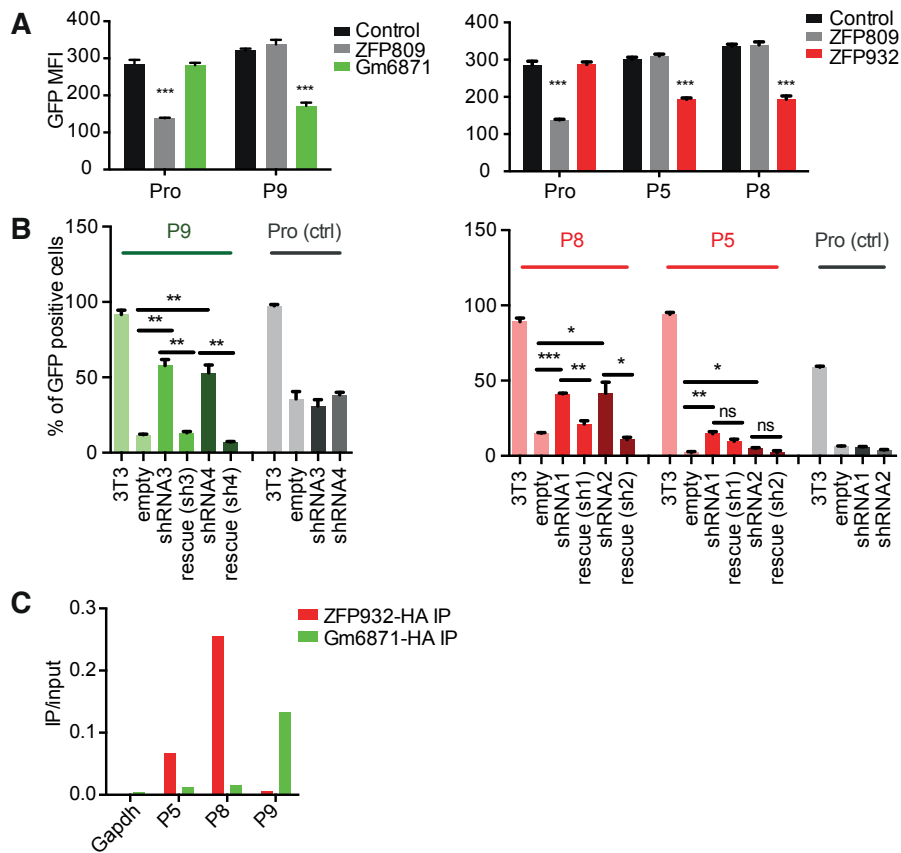 A
GFP MFI
400
300
200
100
0
***
***
Control
ZFP809
Gm6871
Pro
P9
400
300
200
100
0
***
***
***
Control
ZFP809
ZFP932
Pro
P5
P8
B
% of GFP positive cells
150
100
50
0
P9
Pro (ctrl)
**
**
**
**
3T3
empty
shRNA3
rescue (sh3)
shRNA4
rescue (sh4)
3T3
empty
shRNA3
shRNA4
150
100
50
0
P8
P5
Pro (ctrl)
*
***
**
*
*
**
ns
ns
3T3
empty
shRNA1
rescue (sh1)
shRNA2
rescue (sh2)
3T3
empty
shRNA1
rescue (sh1)
shRNA2
rescue (sh2)
3T3
empty
shRNA1
shRNA2
C
IP/input
0.3
0.2
0.1
0.0
ZFP932-HA IP
Gm6871-HA IP
Gapdh
P5
P8
P9